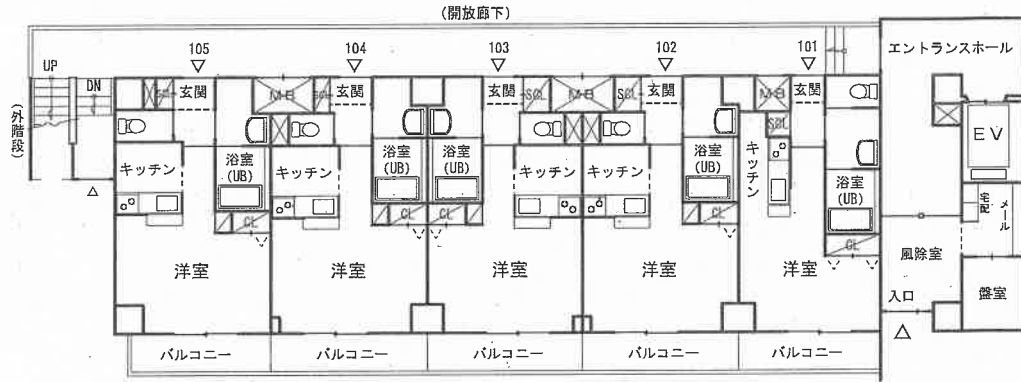 (開放廊下)
105
104
103
102
101
エントランスホール
UP
DN
(外階段)
SCL
玄関
M・B
SCL
玄関
玄関
SCL
M・B
SCL
玄関
M・B
玄関
SCL
EV
キッチン
浴室
(UB)
キッチン
浴室
(UB)
浴室
(UB)
キッチン
キッチン
浴室
(UB)
キッチン
浴室
(UB)
宅配
メール
CL
CL
CL
CL
CL
洋室
洋室
洋室
洋室
洋室
風除室
盤室
入口
バルコニー
バルコニー
バルコニー
バルコニー
バルコニー